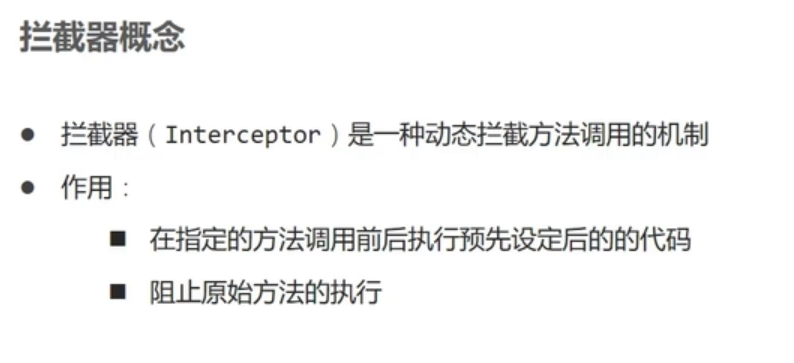 拦截器概念
● 拦截器（Interceptor）是一种动态拦截方法调用的机制
● 作用：
■ 在指定的方法调用前后执行预先设定后的的代码
■ 阻止原始方法的执行